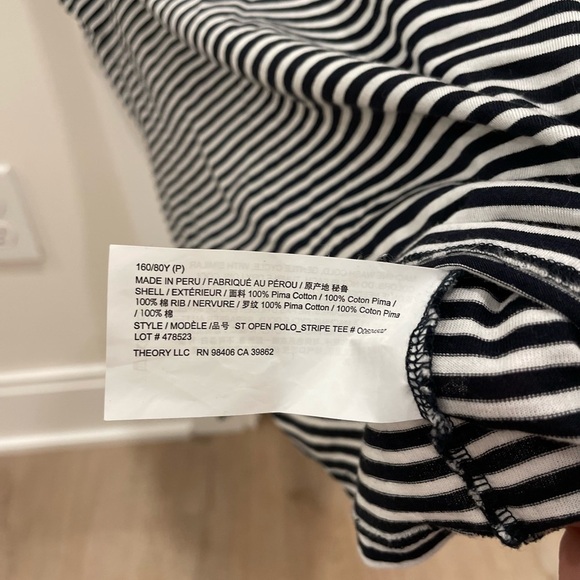 160/80Y (P)
MADE IN PERU / FABRIQUÉ AU PÉROU / 原产地 秘鲁
SHELL / EXTÉRIEUR / 面料 100% Pima Cotton / 100% Coton Pima /
100% 棉 RIB / NERVURE / 罗纹 100% Pima Cotton / 100% Coton Pima
/ 100% 棉
STYLE / MODÈLE /品号 ST OPEN POLO_STRIPE TEE #
LOT # 478523
THEORY LLC RN 98406 CA 39862